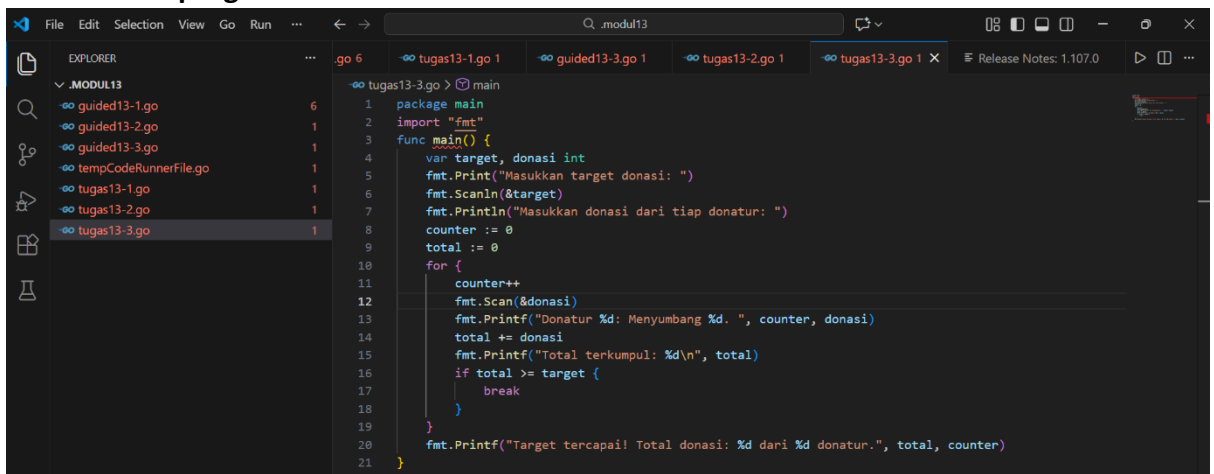 File Edit Selection View Go Run ... .modul13
EXPLORER ...
.MODUL13
guided13-1.go 6
guided13-2.go 1
guided13-3.go 1
tempCodeRunnerFile.go 1
tugas13-1.go 1
tugas13-2.go 1
tugas13-3.go 1
.go 6 tugas13-1.go 1 guided13-3.go 1 tugas13-2.go 1 tugas13-3.go 1 Release Notes: 1.107.0
tugas13-3.go > main
1 package main
2 import "fmt"
3 func main() {
4 var target, donasi int
5 fmt.Print("Masukkan target donasi: ")
6 fmt.Scanln(&target)
7 fmt.Println("Masukkan donasi dari tiap donatur: ")
8 counter := 0
9 total := 0
10 for {
11 counter++
12 fmt.Scan(&donasi)
13 fmt.Printf("Donatur %d: Menyumbang %d. ", counter, donasi)
14 total += donasi
15 fmt.Printf("Total terkumpul: %d\n", total)
16 if total >= target {
17 break
18 }
19 }
20 fmt.Printf("Target tercapai! Total donasi: %d dari %d donatur.", total, counter)
21 }